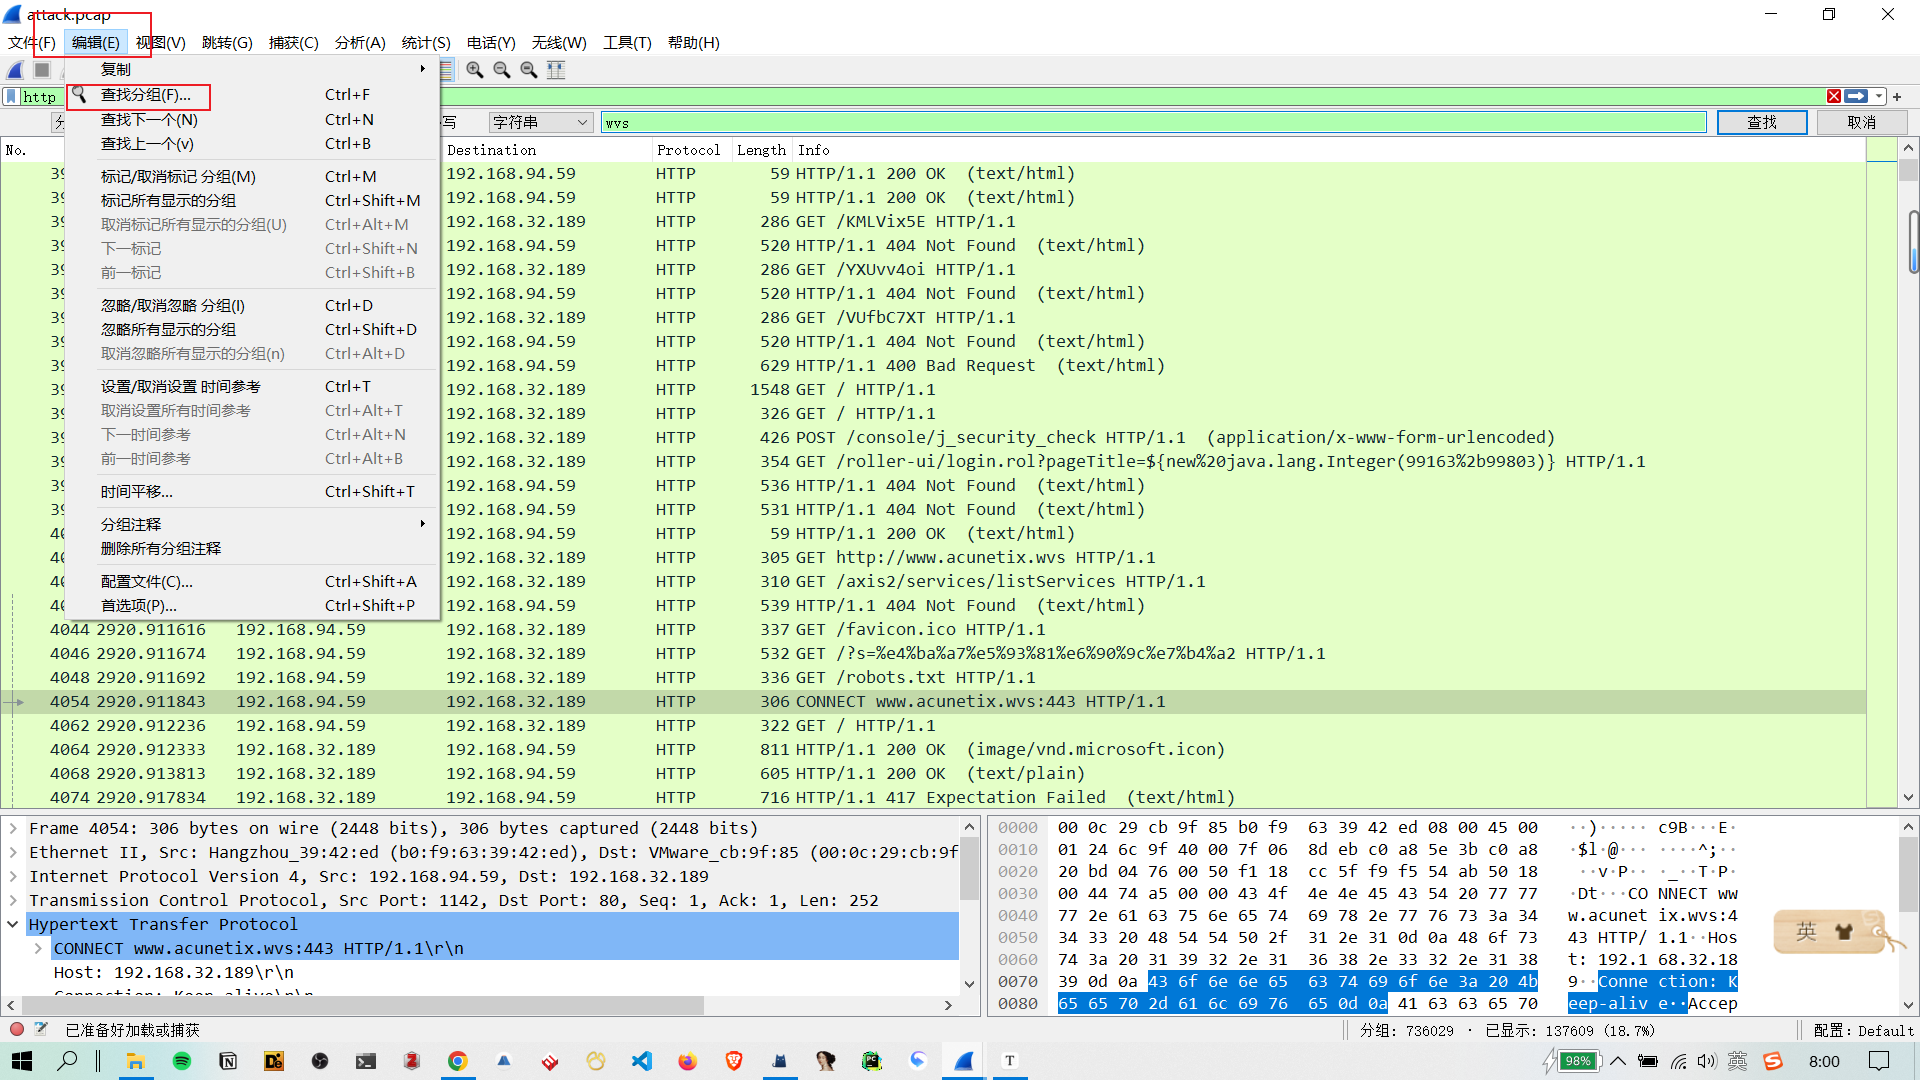 attack.pcap
文件(F) 编辑(E) 视图(V) 跳转(G) 捕获(C) 分析(A) 统计(S) 电话(Y) 无线(W) 工具(T) 帮助(H)
复制
http
查找分组(F)... Ctrl+F
查找下一个(N) Ctrl+N
写 字符串 wvs 查找 取消
查找上一个(v) Ctrl+B
No. Destination Protocol Length Info
标记/取消标记 分组(M) Ctrl+M
标记所有显示的分组 Ctrl+Shift+M
取消标记所有显示的分组(U) Ctrl+Alt+M
下一标记 Ctrl+Shift+N
前一标记 Ctrl+Shift+B
忽略/取消忽略 分组(I) Ctrl+D
忽略所有显示的分组 Ctrl+Shift+D
取消忽略所有显示的分组(n) Ctrl+Alt+D
设置/取消设置 时间参考 Ctrl+T
取消设置所有时间参考 Ctrl+Alt+T
下一时间参考 Ctrl+Alt+N
前一时间参考 Ctrl+Alt+B
时间平移... Ctrl+Shift+T
分组注释
删除所有分组注释
配置文件(C)... Ctrl+Shift+A
首选项(P)... Ctrl+Shift+P
39 192.168.94.59 HTTP 59 HTTP/1.1 200 OK (text/html)
39 192.168.94.59 HTTP 59 HTTP/1.1 200 OK (text/html)
39 192.168.32.189 HTTP 286 GET /KMLVix5E HTTP/1.1
39 192.168.94.59 HTTP 520 HTTP/1.1 404 Not Found (text/html)
39 192.168.32.189 HTTP 286 GET /YXUvv4oi HTTP/1.1
39 192.168.94.59 HTTP 520 HTTP/1.1 404 Not Found (text/html)
39 192.168.32.189 HTTP 286 GET /VUfbC7XT HTTP/1.1
39 192.168.94.59 HTTP 520 HTTP/1.1 404 Not Found (text/html)
39 192.168.94.59 HTTP 629 HTTP/1.1 400 Bad Request (text/html)
39 192.168.32.189 HTTP 1548 GET / HTTP/1.1
39 192.168.32.189 HTTP 326 GET / HTTP/1.1
39 192.168.32.189 HTTP 426 POST /console/j_security_check HTTP/1.1 (application/x-www-form-urlencoded)
39 192.168.32.189 HTTP 354 GET /roller-ui/login.rol?pageTitle=${new%20java.lang.Integer(99163%2b99803)} HTTP/1.1
39 192.168.94.59 HTTP 536 HTTP/1.1 404 Not Found (text/html)
39 192.168.94.59 HTTP 531 HTTP/1.1 404 Not Found (text/html)
40 192.168.94.59 HTTP 59 HTTP/1.1 200 OK (text/html)
40 192.168.32.189 HTTP 305 GET http://www.acunetix.wvs HTTP/1.1
40 192.168.32.189 HTTP 310 GET /axis2/services/listServices HTTP/1.1
40 192.168.94.59 HTTP 539 HTTP/1.1 404 Not Found (text/html)
4044 2920.911616 192.168.94.59 192.168.32.189 HTTP 337 GET /favicon.ico HTTP/1.1
4046 2920.911674 192.168.94.59 192.168.32.189 HTTP 532 GET /?s=%e4%ba%a7%e5%93%81%e6%90%9c%e7%b4%a2 HTTP/1.1
4048 2920.911692 192.168.94.59 192.168.32.189 HTTP 336 GET /robots.txt HTTP/1.1
4054 2920.911843 192.168.94.59 192.168.32.189 HTTP 306 CONNECT www.acunetix.wvs:443 HTTP/1.1
4062 2920.912236 192.168.94.59 192.168.32.189 HTTP 322 GET / HTTP/1.1
4064 2920.912333 192.168.32.189 192.168.94.59 HTTP 811 HTTP/1.1 200 OK (image/vnd.microsoft.icon)
4068 2920.913813 192.168.32.189 192.168.94.59 HTTP 605 HTTP/1.1 200 OK (text/plain)
4074 2920.917834 192.168.32.189 192.168.94.59 HTTP 716 HTTP/1.1 417 Expectation Failed (text/html)
Frame 4054: 306 bytes on wire (2448 bits), 306 bytes captured (2448 bits)
Ethernet II, Src: Hangzhou_39:42:ed (b0:f9:63:39:42:ed), Dst: VMware_cb:9f:85 (00:0c:29:cb:9f
Internet Protocol Version 4, Src: 192.168.94.59, Dst: 192.168.32.189
Transmission Control Protocol, Src Port: 1142, Dst Port: 80, Seq: 1, Ack: 1, Len: 252
Hypertext Transfer Protocol
CONNECT www.acunetix.wvs:443 HTTP/1.1\r\n
Host: 192.168.32.189\r\n
Connection: Keep-alive\r\n
0000 00 0c 29 cb 9f 85 b0 f9 63 39 42 ed 08 00 45 00 ··)····· c9B···E·
0010 01 24 6c 9f 40 00 7f 06 8d eb c0 a8 5e 3b c0 a8 ·$l·@··· ····^;··
0020 20 bd 04 76 00 50 f1 18 cc 5f f9 f5 54 ab 50 18 ··v·P·· ·_··T·P·
0030 00 44 74 a5 00 00 43 4f 4e 4e 45 43 54 20 77 77 ·Dt···CO NNECT ww
0040 77 2e 61 63 75 6e 65 74 69 78 2e 77 76 73 3a 34 w.acunet ix.wvs:4
0050 34 33 20 48 54 54 50 2f 31 2e 31 0d 0a 48 6f 73 43 HTTP/ 1.1··Hos
0060 74 3a 20 31 39 32 2e 31 36 38 2e 33 32 2e 31 38 t: 192.1 68.32.18
0070 39 0d 0a 43 6f 6e 6e 65 63 74 69 6f 6e 3a 20 4b 9··Conne ction: K
0080 65 65 70 2d 61 6c 69 76 65 0d 0a 41 63 63 65 70 eep-aliv e··Accep
英
已准备好加载或捕获 分组: 736029 · 已显示: 137609 (18.7%) 配置: Default
98% 英 8:00